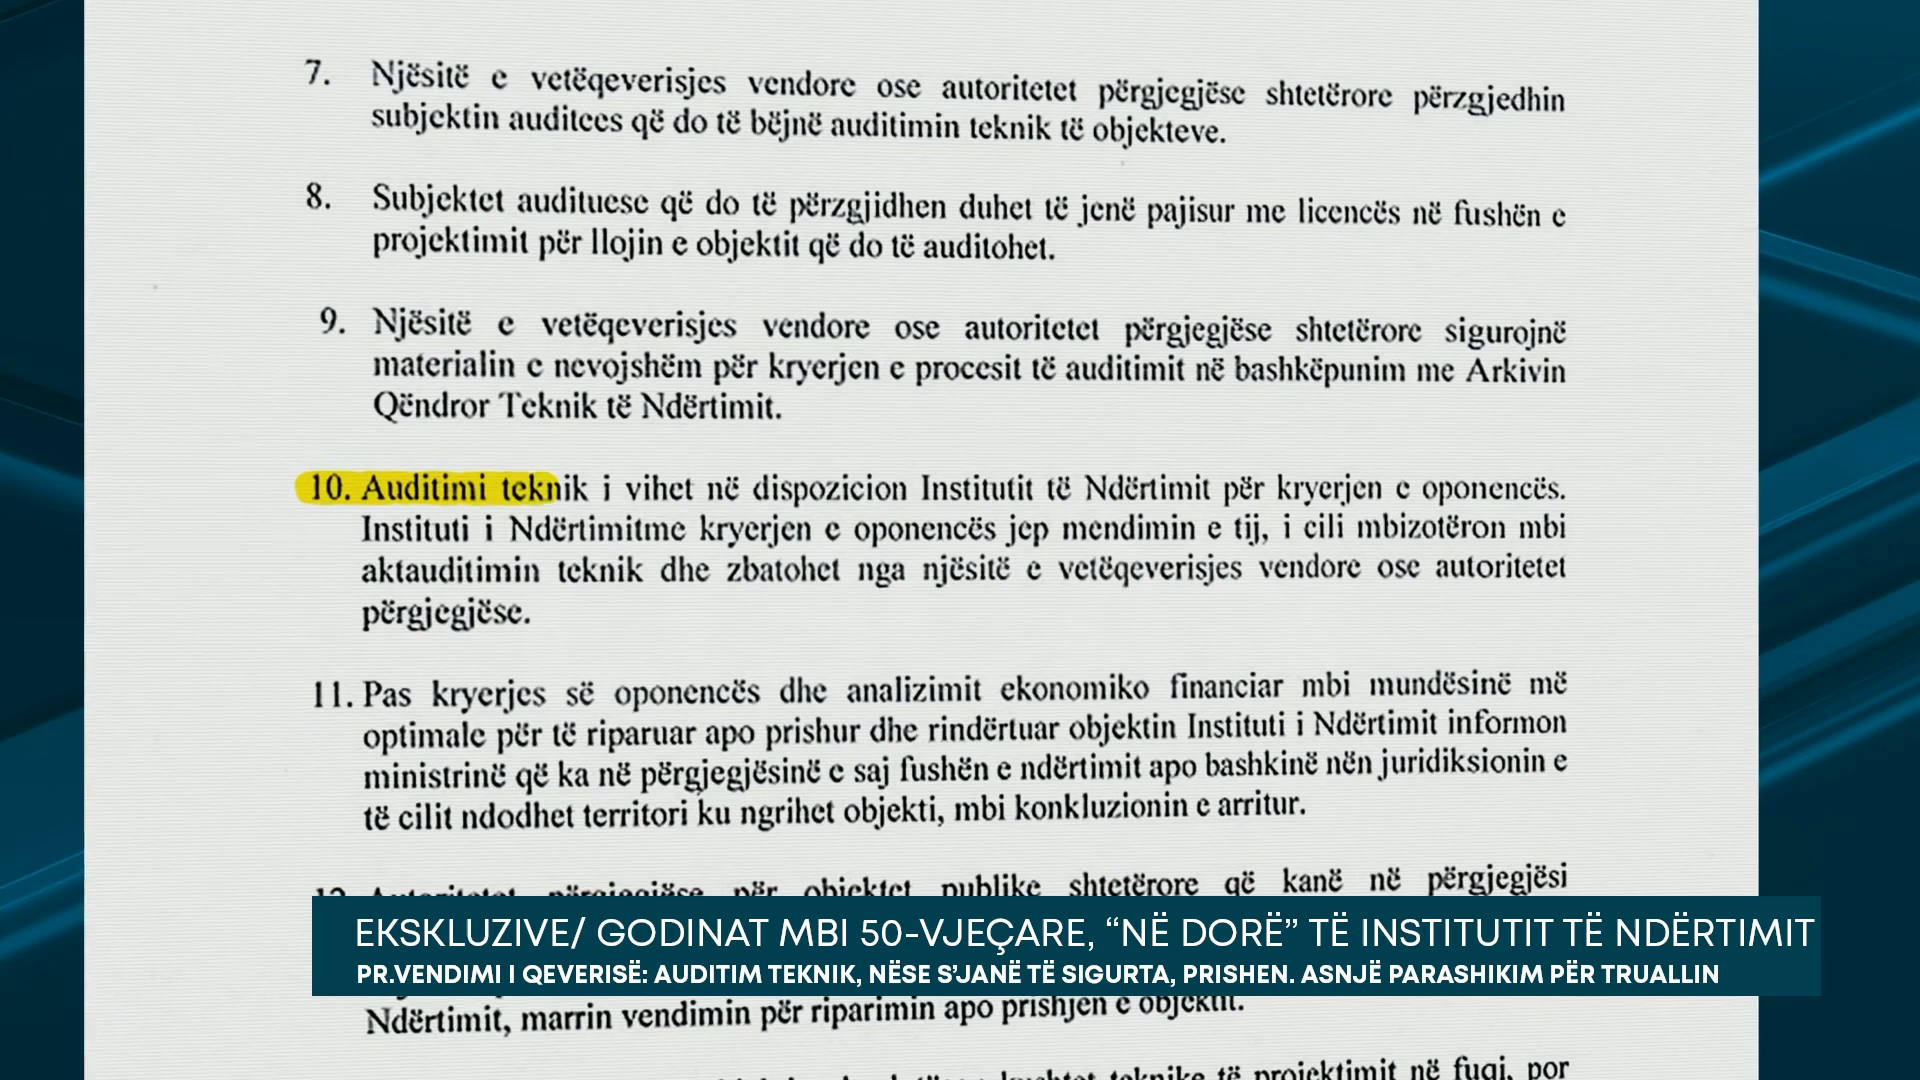 7. Njësitë e vetëqeverisjes vendore ose autoritetet përgjegjëse shtetërore përzgjedhin
subjektin auditees që do të bëjnë auditimin teknik të objekteve.
8. Subjektet audituese që do të përzgjidhen duhet të jenë pajisur me licencës në fushën e
projektimit për llojin e objektit që do të auditohet.
9. Njësitë e vetëqeverisjes vendore ose autoritetet përgjegjëse shtetërore sigurojnë
materialin e nevojshëm për kryerjen e procesit të auditimit në bashkëpunim me Arkivin
Qëndror Teknik të Ndërtimit.
10. Auditimi teknik i vihet në dispozicion Institutit të Ndërtimit për kryerjen e oponencës.
Instituti i Ndërtimitme kryerjen e oponencës jep mendimin e tij, i cili mbizotëron mbi
aktauditimin teknik dhe zbatohet nga njësitë e vetëqeverisjes vendore ose autoritetet
përgjegjëse.
11. Pas kryerjes së oponencës dhe analizimit ekonomiko financiar mbi mundësinë më
optimale për të riparuar apo prishur dhe rindërtuar objektin Instituti i Ndërtimit informon
ministrinë që ka në përgjegjësinë e saj fushën e ndërtimit apo bashkinë nën juridiksionin e
të cilit ndodhet territori ku ngrihet objekti, mbi konkluzionin e arritur.
12. Autoritetet përgjegjëse për objektet publike shtetërore që kanë në përgjegjësi
EKSKLUZIVE/ GODINAT MBI 50-VJEÇARE, “NË DORË” TË INSTITUTIT TË NDËRTIMIT
PR.VENDIMI I QEVERISË: AUDITIM TEKNIK, NËSE S’JANË TË SIGURTA, PRISHEN. ASNJË PARASHIKIM PËR TRUALLIN
Ndërtimit, marrin vendimin për riparimin apo prishjen e objektit.
teknike të projektimit në fuqi, por